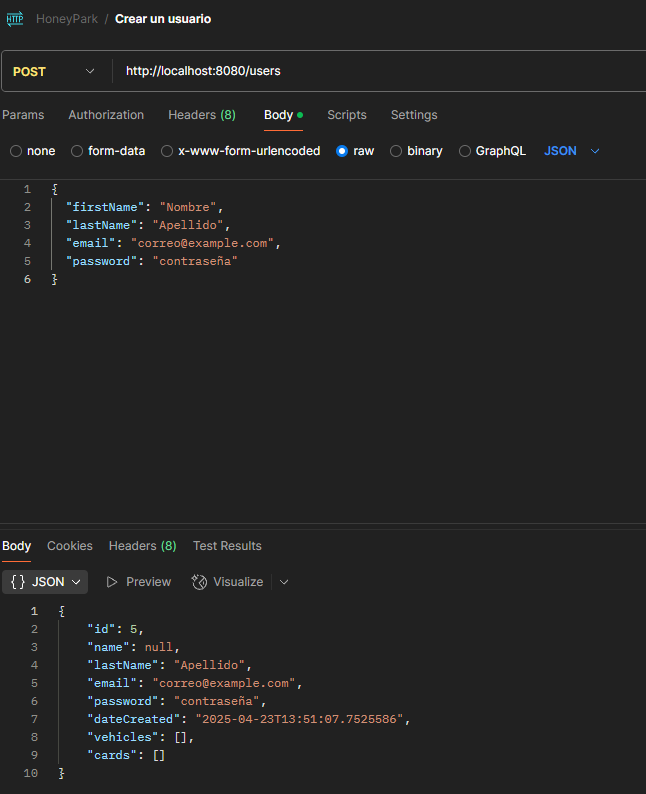 HTTP HoneyPark / Crear un usuario
POST http://localhost:8080/users
Params Authorization Headers (8) Body Scripts Settings
none form-data x-www-form-urlencoded raw binary GraphQL JSON
1 {
2 "firstName": "Nombre",
3 "lastName": "Apellido",
4 "email": "correo@example.com",
5 "password": "contraseña"
6 }
Body Cookies Headers (8) Test Results
{} JSON Preview Visualize
1 {
2 "id": 5,
3 "name": null,
4 "lastName": "Apellido",
5 "email": "correo@example.com",
6 "password": "contraseña",
7 "dateCreated": "2025-04-23T13:51:07.7525586",
8 "vehicles": [],
9 "cards": []
10 }